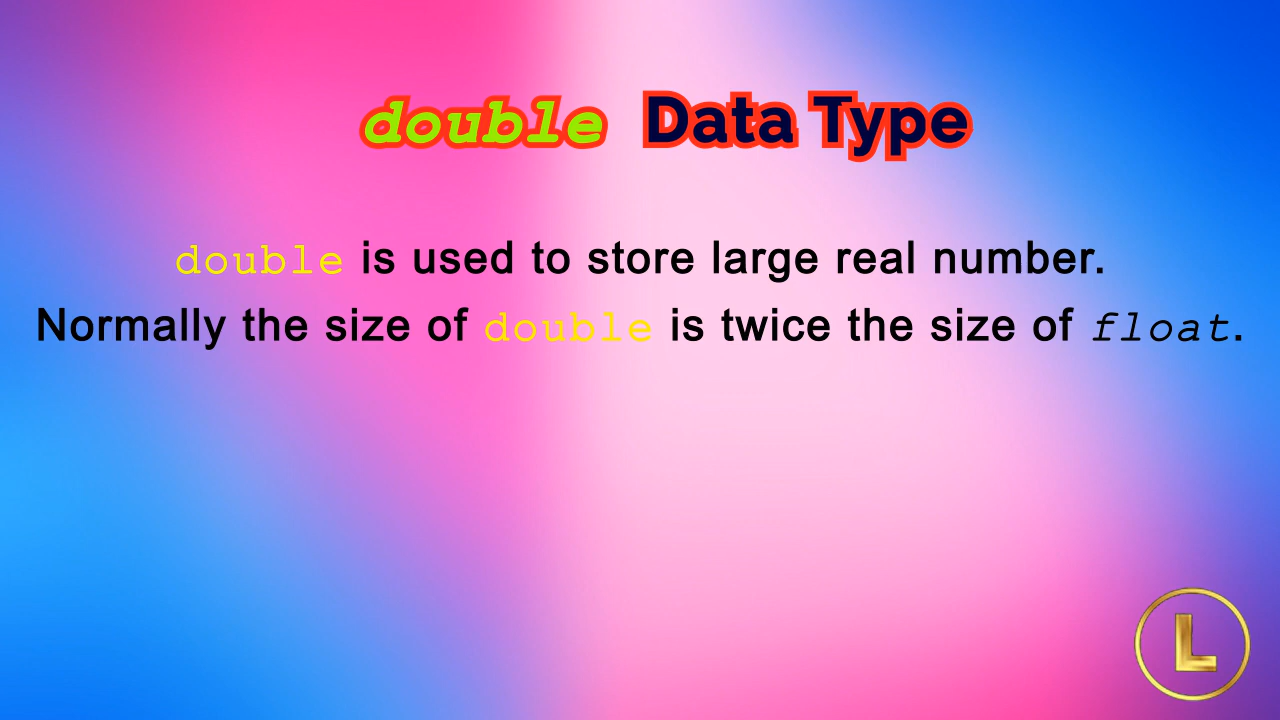 double Data Type
double is used to store large real number.
Normally the size of double is twice the size of float.
L